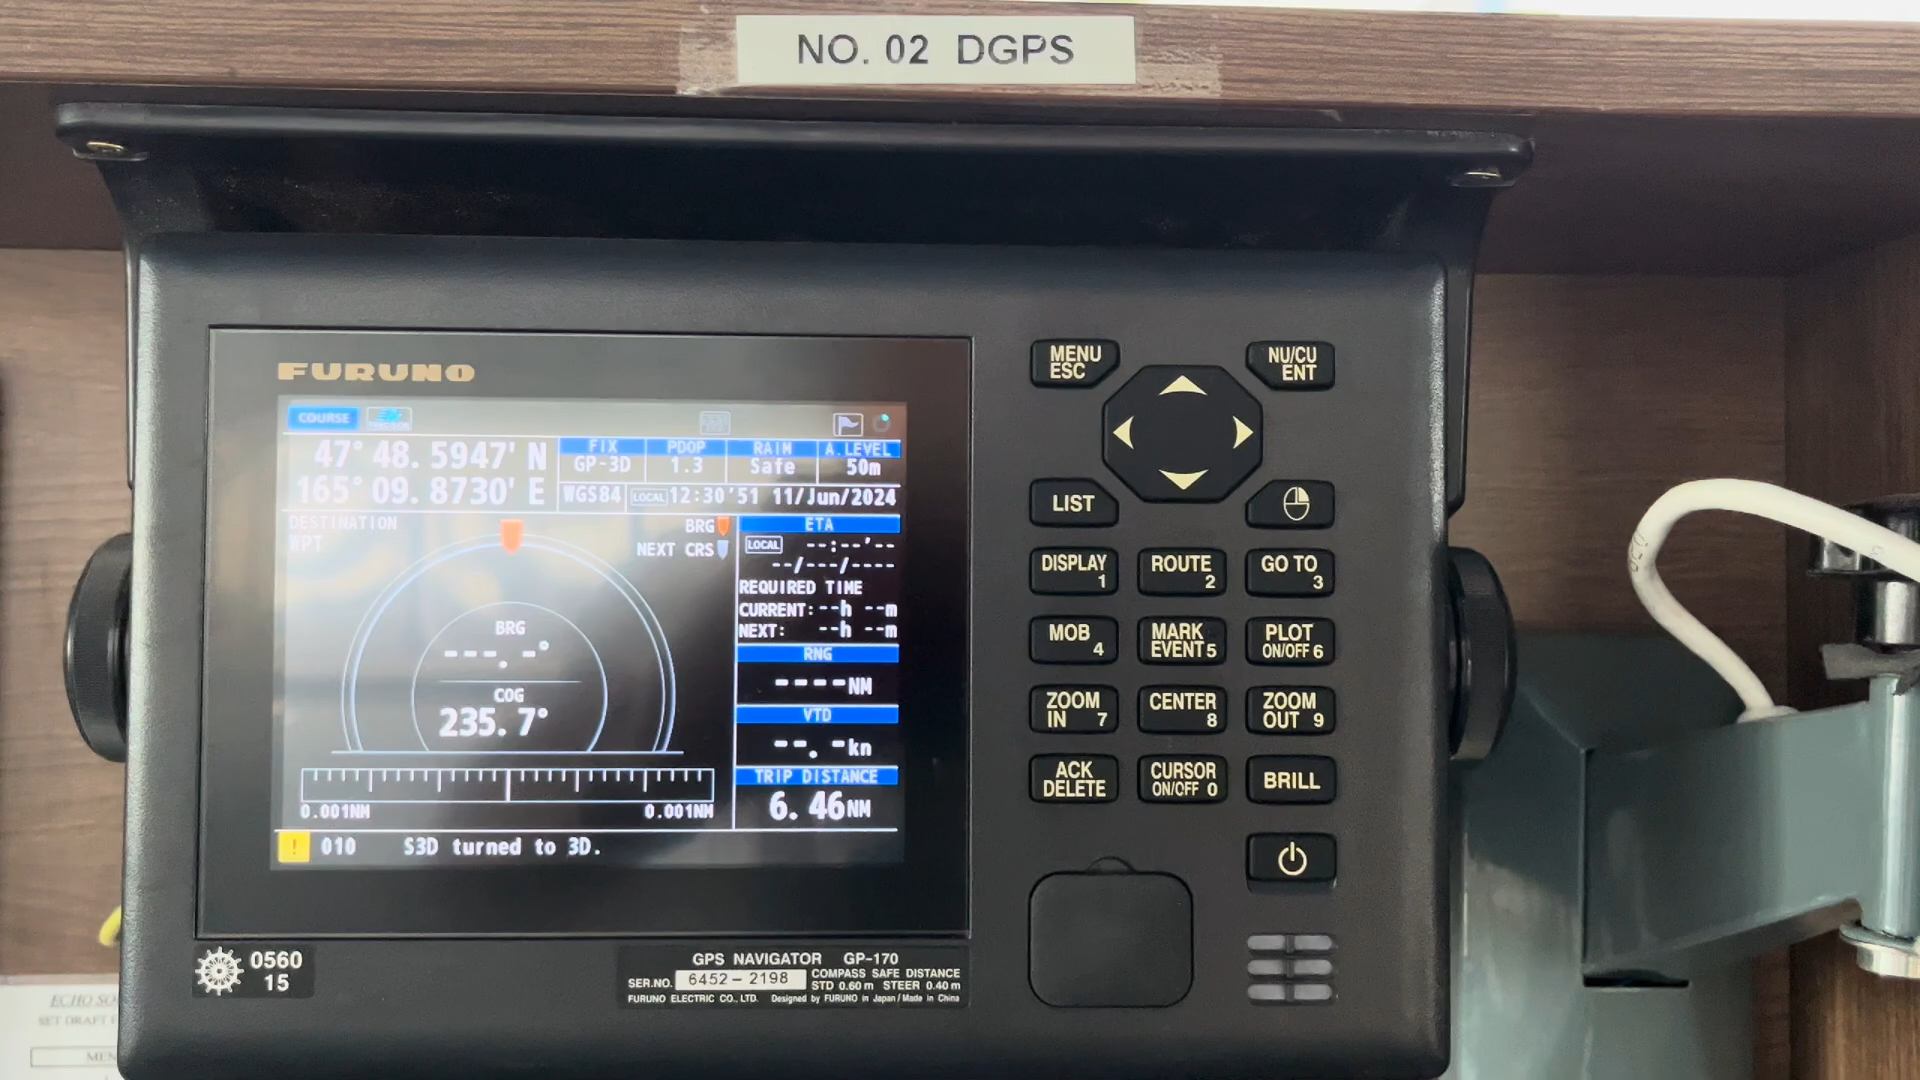 NO. 02 DGPS
FURUNO
COURSE
47° 48. 5947' N
165° 09. 8730' E
FIX PDOP RAIM A.LEVEL
GP-3D 1.3 Safe 50m
WGS84 LOCAL 12:30'51 11/Jun/2024
DESTINATION
WPT
BRG
NEXT CRS
BRG
---.-°
COG
235.7°
0.001NM 0.001NM
ETA
LOCAL --:--'--
--/---/----
REQUIRED TIME
CURRENT: --h --m
NEXT: --h --m
RNG
----NM
VTD
--.-kn
TRIP DISTANCE
6.46NM
! 010 S3D turned to 3D.
MENU
ESC
NU/CU
ENT
LIST
DISPLAY
1
ROUTE
2
GO TO
3
MOB
4
MARK
EVENT 5
PLOT
ON/OFF 6
ZOOM
IN 7
CENTER
8
ZOOM
OUT 9
ACK
DELETE
CURSOR
ON/OFF 0
BRILL
0560
15
GPS NAVIGATOR GP-170
SER.NO. 6452-2198
COMPASS SAFE DISTANCE
STD 0.60 m STEER 0.40 m
FURUNO ELECTRIC CO., LTD. Designed by FURUNO in Japan/Made in China
ECHO
SET DRAFT